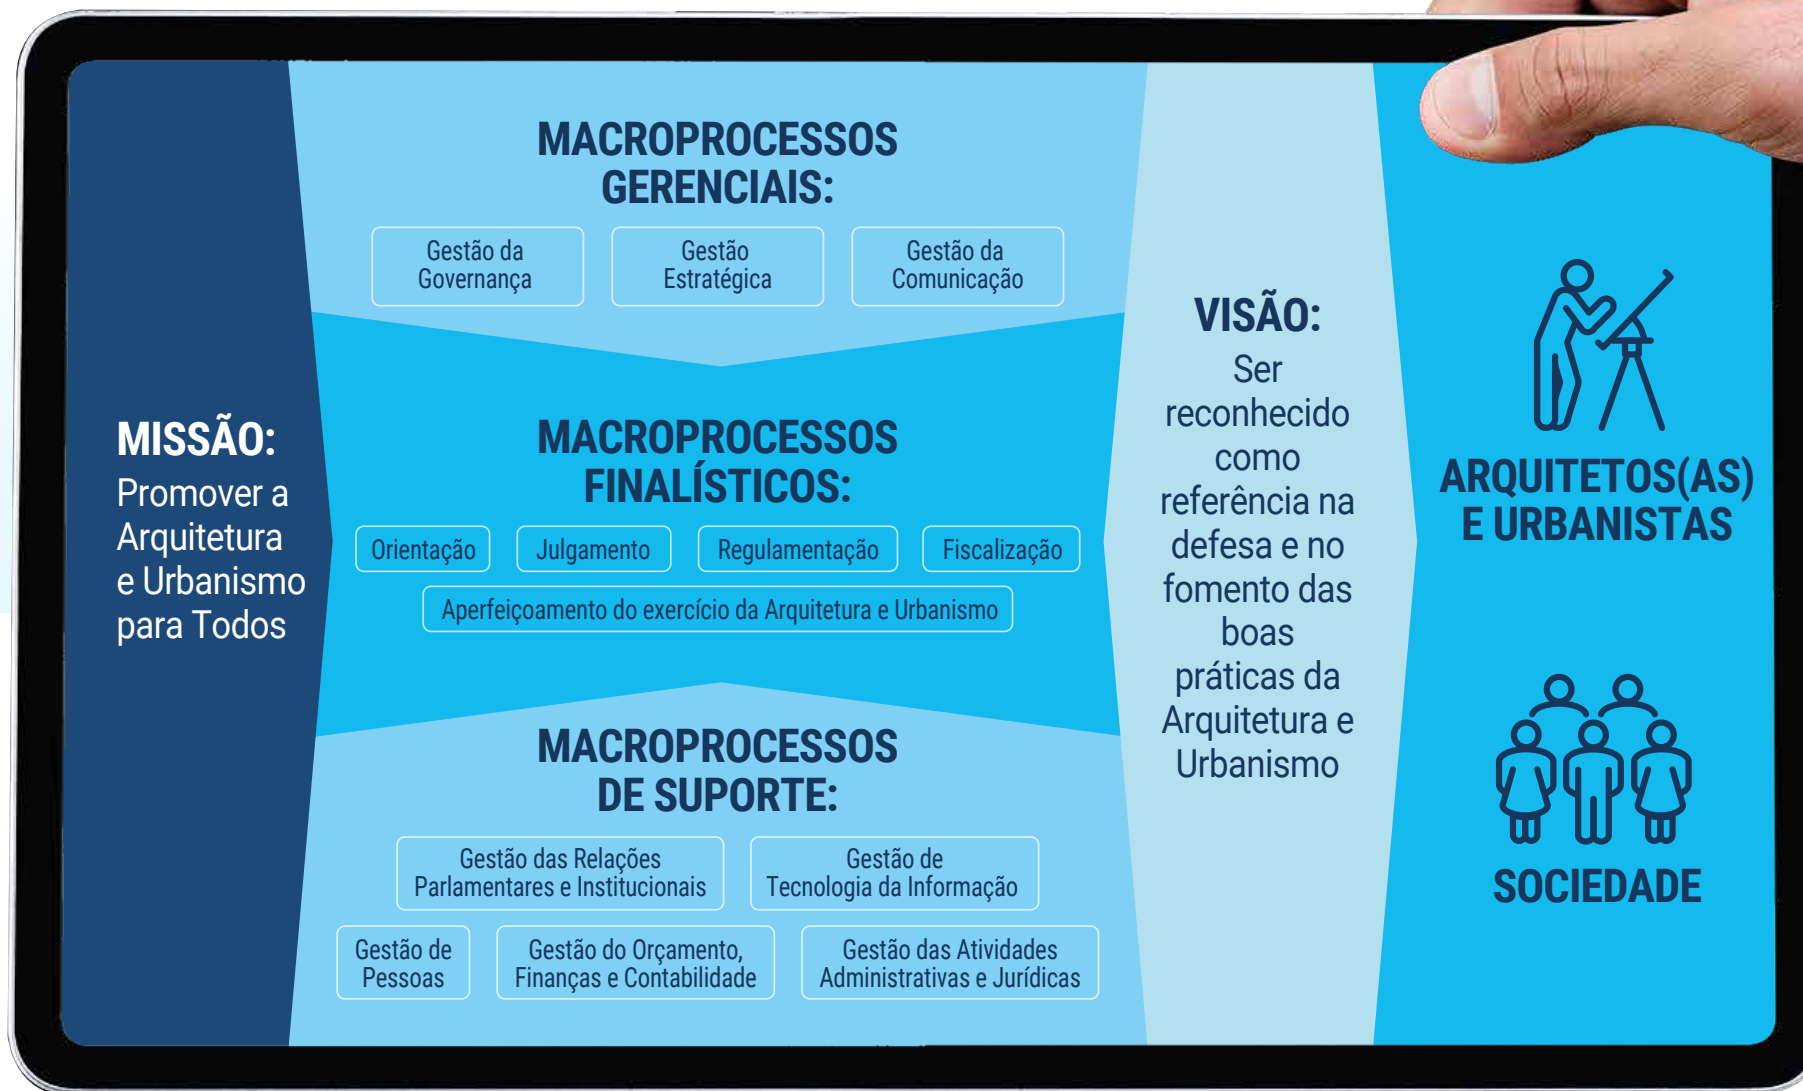 MISSÃO:
Promover a
Arquitetura
e Urbanismo
para Todos
MACROPROCESSOS
GERENCIAIS:
Gestão da
Governança
Gestão
Estratégica
Gestão da
Comunicação
MACROPROCESSOS
FINALÍSTICOS:
Orientação
Julgamento
Regulamentação
Fiscalização
Aperfeiçoamento do exercício da Arquitetura e Urbanismo
MACROPROCESSOS
DE SUPORTE:
Gestão das Relações
Parlamentares e Institucionais
Gestão de
Tecnologia da Informação
Gestão de
Pessoas
Gestão do Orçamento,
Finanças e Contabilidade
Gestão das Atividades
Administrativas e Jurídicas
VISÃO:
Ser
reconhecido
como
referência na
defesa e no
fomento das
boas
práticas da
Arquitetura e
Urbanismo
ARQUITETOS(AS)
E URBANISTAS
SOCIEDADE